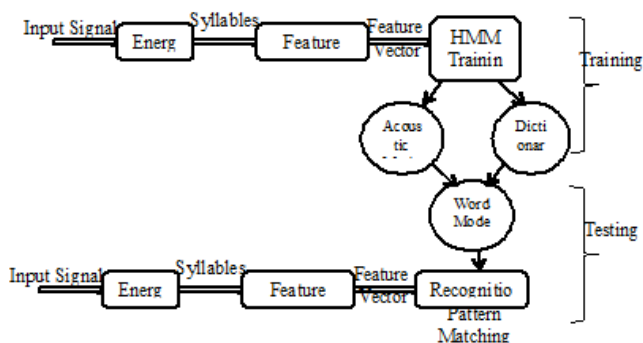 Input Signal
Energ
Syllables
Feature
Feature
Vector
HMM
Trainin
Training
Acous
tic
Dicti
onar
Word
Mode
Testing
Input Signal
Energ
Syllables
Feature
Feature
Vector
Recognitio
Pattern
Matching